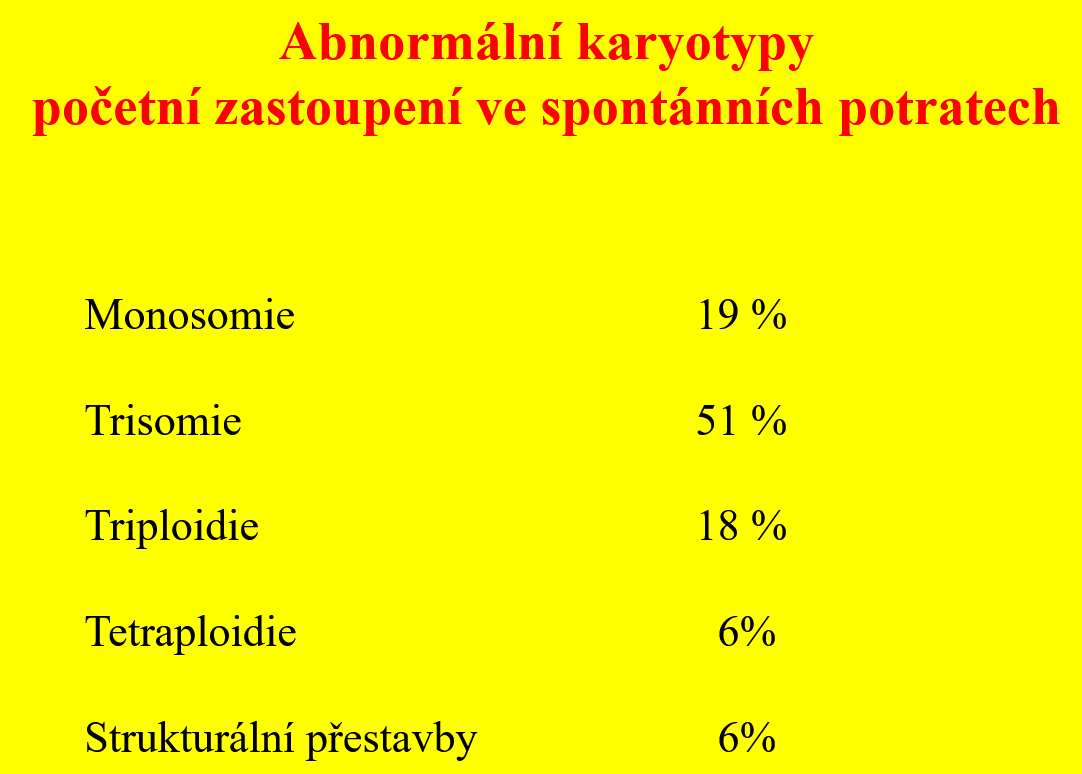 Abnormální karyotypy
početní zastoupení ve spontánních potratech
Monosomie 19 %
Trisomie 51 %
Triploidie 18 %
Tetraploidie 6%
Strukturální přestavby 6%